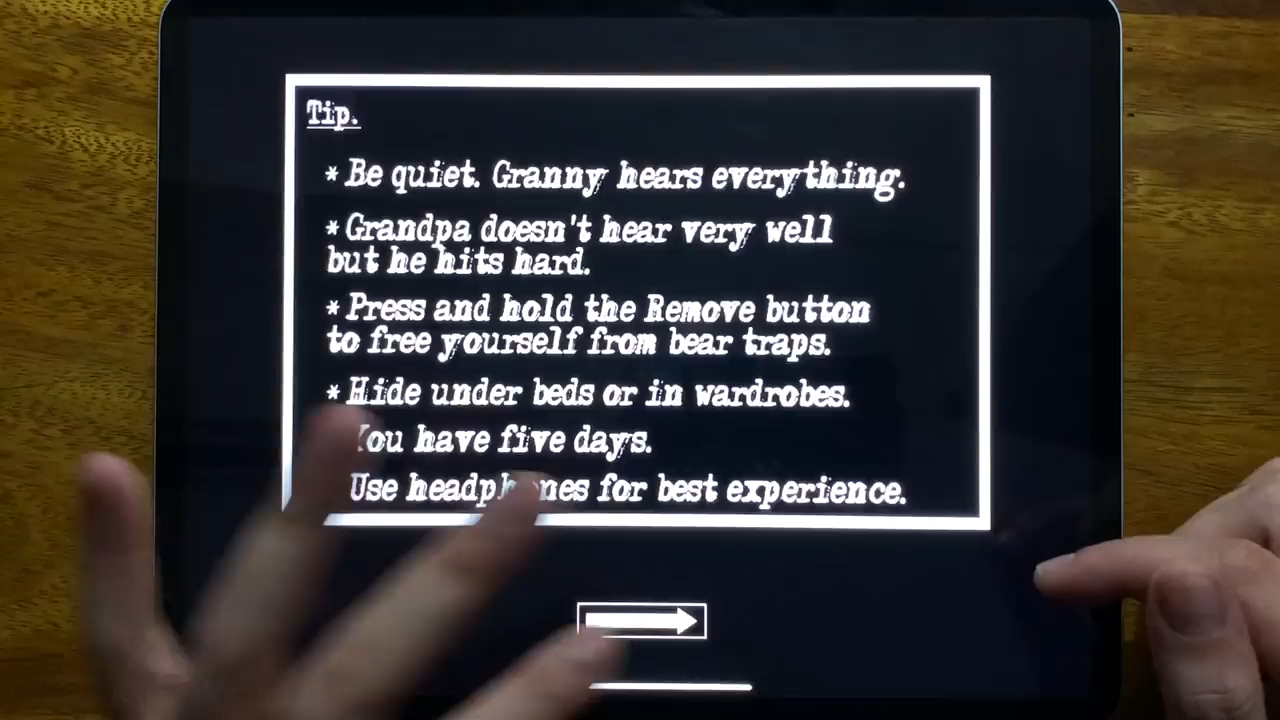 Tip.
*Be quiet. Granny hears everything.
*Grandpa doesn't hear very well
but he hits hard.
*Press and hold the Remove button
to free yourself from bear traps.
*Hide under beds or in wardrobes.
You have five days.
Use headphones for best experience.